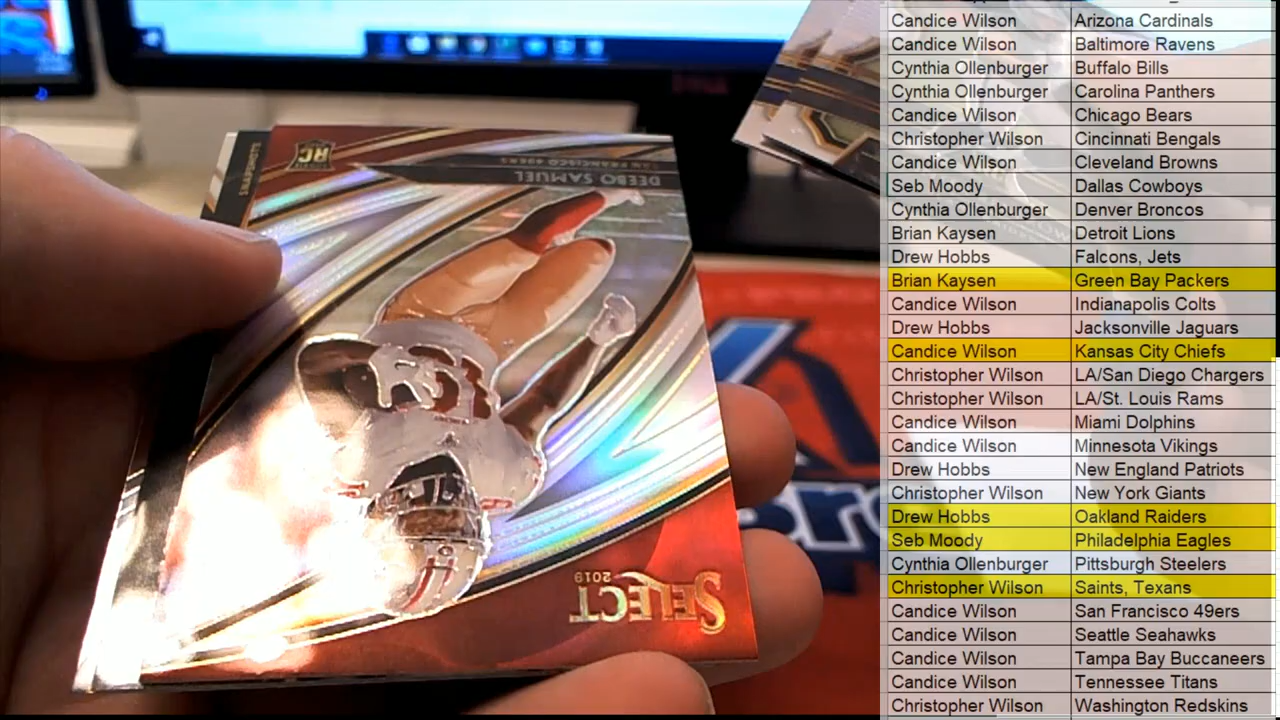 RC
SAN FRANCISCO 49ERS
DEEBO SAMUEL
2019
SELECT
Candice Wilson Arizona Cardinals
Candice Wilson Baltimore Ravens
Cynthia Ollenburger Buffalo Bills
Cynthia Ollenburger Carolina Panthers
Candice Wilson Chicago Bears
Christopher Wilson Cincinnati Bengals
Candice Wilson Cleveland Browns
Seb Moody Dallas Cowboys
Cynthia Ollenburger Denver Broncos
Brian Kaysen Detroit Lions
Drew Hobbs Falcons, Jets
Brian Kaysen Green Bay Packers
Candice Wilson Indianapolis Colts
Drew Hobbs Jacksonville Jaguars
Candice Wilson Kansas City Chiefs
Christopher Wilson LA/San Diego Chargers
Christopher Wilson LA/St. Louis Rams
Candice Wilson Miami Dolphins
Candice Wilson Minnesota Vikings
Drew Hobbs New England Patriots
Christopher Wilson New York Giants
Drew Hobbs Oakland Raiders
Seb Moody Philadelphia Eagles
Cynthia Ollenburger Pittsburgh Steelers
Christopher Wilson Saints, Texans
Candice Wilson San Francisco 49ers
Candice Wilson Seattle Seahawks
Candice Wilson Tampa Bay Buccaneers
Candice Wilson Tennessee Titans
Christopher Wilson Washington Redskins